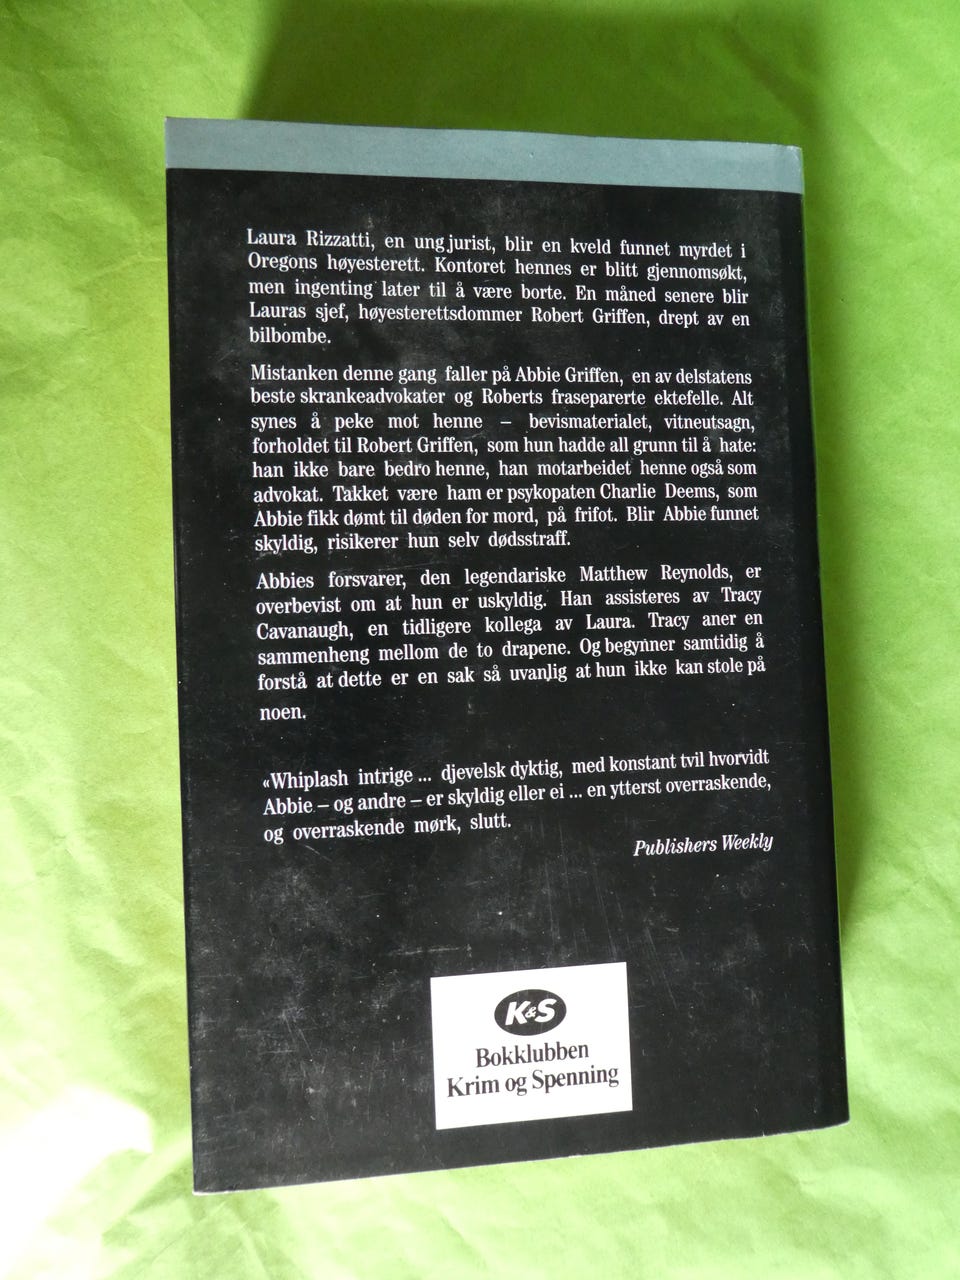 Laura Rizzatti, en ung jurist, blir en kveld funnet myrdet i
Oregons høyesterett. Kontoret hennes er blitt gjennomsøkt,
men ingenting later til å være borte. En måned senere blir
Lauras sjef, høyesterettsdommer Robert Griffen, drept av en
bilbombe.
Mistanken denne gang faller på Abbie Griffen, en av delstatens
beste skrankeadvokater og Roberts fraseparerte ektefelle. Alt
synes å peke mot henne – bevismaterialet, vitneutsagn,
forholdet til Robert Griffen, som hun hadde all grunn til å hate:
han ikke bare bedro henne, han motarbeidet henne også som
advokat. Takket være ham er psykopaten Charlie Deems, som
Abbie fikk dømt til døden for mord, på frifot. Blir Abbie funnet
skyldig, risikerer hun selv dødsstraff.
Abbies forsvarer, den legendariske Matthew Reynolds, er
overbevist om at hun er uskyldig. Han assisteres av Tracy
Cavanaugh, en tidligere kollega av Laura. Tracy aner en
sammenheng mellom de to drapene. Og begynner samtidig å
forstå at dette er en sak så uvanlig at hun ikke kan stole på
noen.
«Whiplash intrige ... djevelsk dyktig, med konstant tvil hvorvidt
Abbie – og andre – er skyldig eller ei ... en ytterst overraskende,
og overraskende mørk, slutt.
Publishers Weekly
K&S
Bokklubben
Krim og Spenning